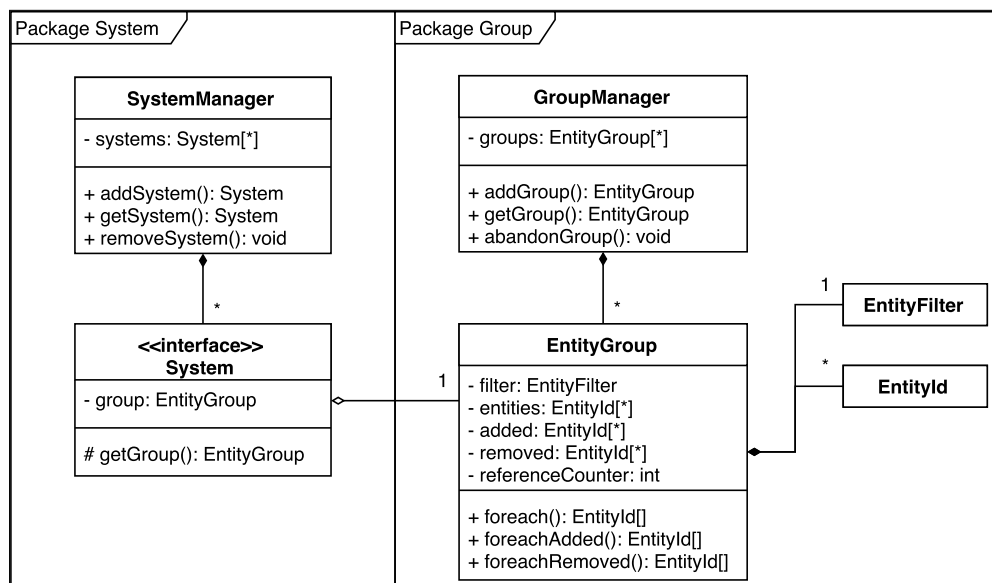 Package System
Package Group
SystemManager
- systems: System[*]
+ addSystem(): System
+ getSystem(): System
+ removeSystem(): void
*
<<interface>>
System
- group: EntityGroup
# getGroup(): EntityGroup
1
GroupManager
- groups: EntityGroup[*]
+ addGroup(): EntityGroup
+ getGroup(): EntityGroup
+ abandonGroup(): void
*
EntityGroup
- filter: EntityFilter
- entities: EntityId[*]
- added: EntityId[*]
- removed: EntityId[*]
- referenceCounter: int
+ foreach(): EntityId[]
+ foreachAdded(): EntityId[]
+ foreachRemoved(): EntityId[]
1
EntityFilter
*
EntityId